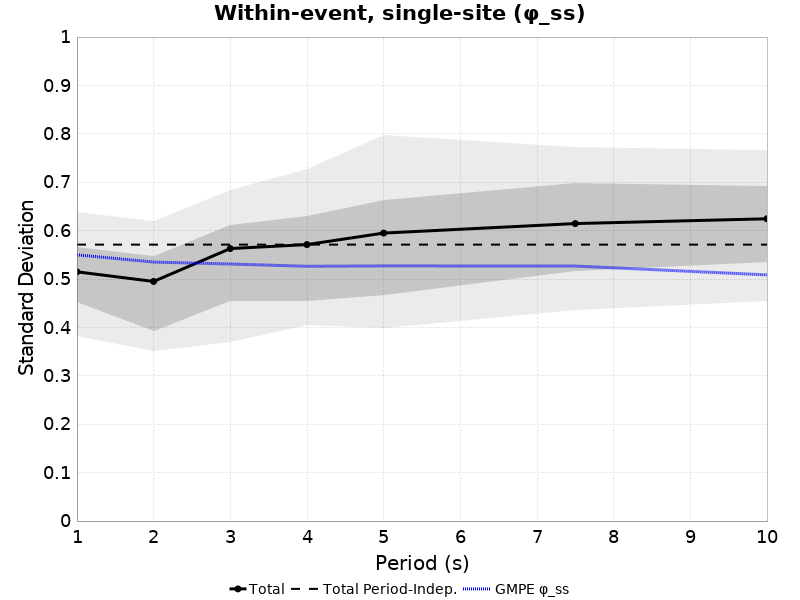 Within-event, single-site (φ_ss)
Standard Deviation
1
0.9
0.8
0.7
0.6
0.5
0.4
0.3
0.2
0.1
0
1 2 3 4 5 6 7 8 9 10
Period (s)
Total Total Period-Indep. GMPE φ_ss